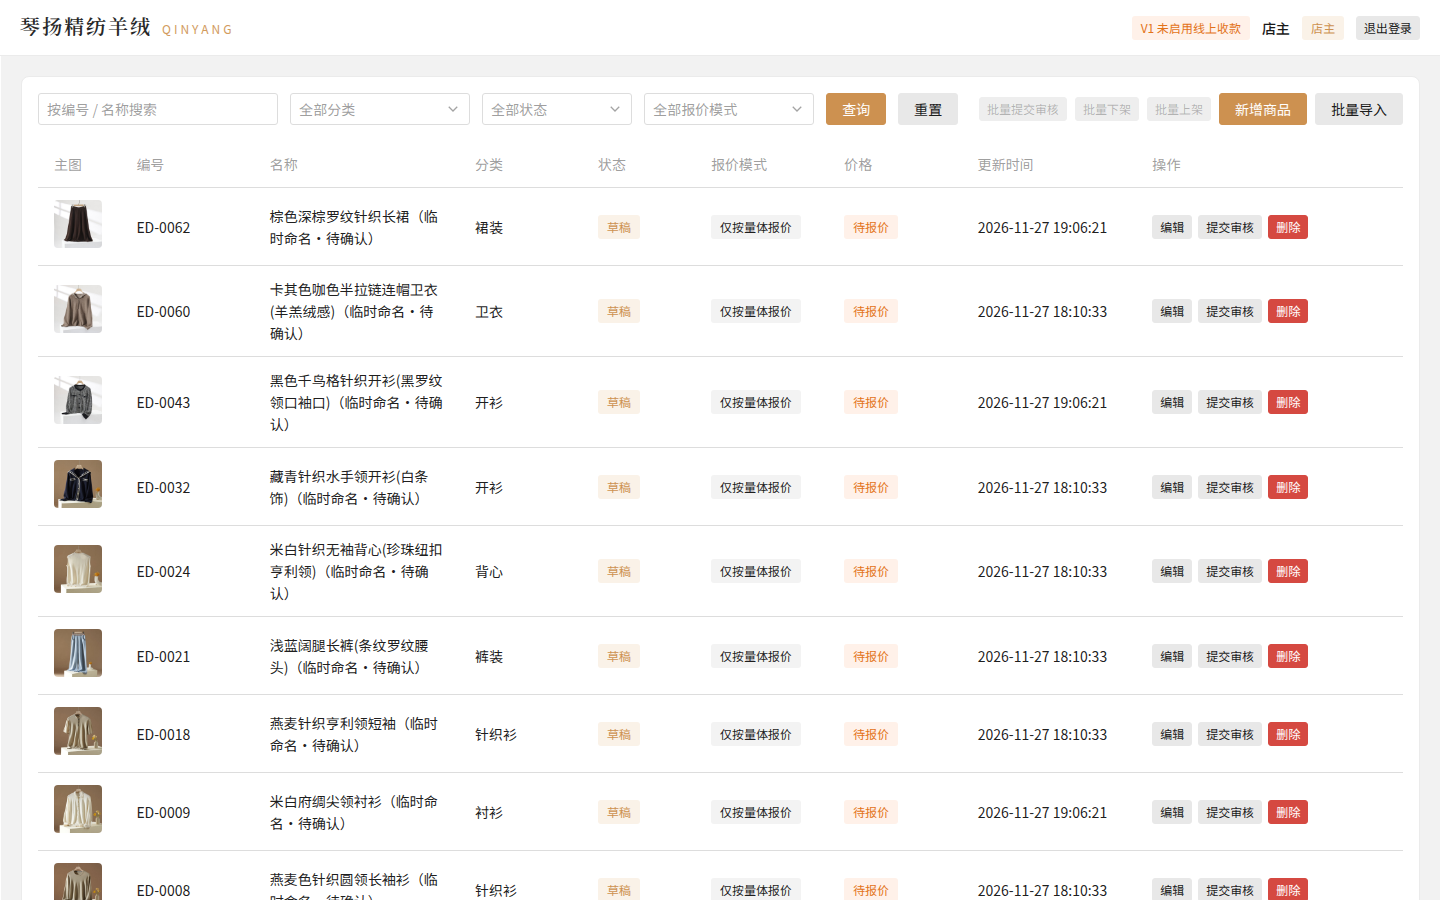 琴扬精纺羊绒 QINYANG
V1 未启用线上收款 店主 店主 退出登录
按编号 / 名称搜索 全部分类 全部状态 全部报价模式 查询 重置 批量提交审核 批量下架 批量上架 新增商品 批量导入
主图 编号 名称 分类 状态 报价模式 价格 更新时间 操作
棕色深棕罗纹针织长裙（临
时命名・待确认）
ED-0062 裙装 草稿 仅按量体报价 待报价 2026-11-27 19:06:21 编辑 提交审核 删除
卡其色咖色半拉链连帽卫衣
(羊羔绒感)（临时命名・待
确认）
ED-0060 卫衣 草稿 仅按量体报价 待报价 2026-11-27 18:10:33 编辑 提交审核 删除
黑色千鸟格针织开衫(黑罗纹
领口袖口)（临时命名・待确
认）
ED-0043 开衫 草稿 仅按量体报价 待报价 2026-11-27 19:06:21 编辑 提交审核 删除
藏青针织水手领开衫(白条
饰)（临时命名・待确认）
ED-0032 开衫 草稿 仅按量体报价 待报价 2026-11-27 18:10:33 编辑 提交审核 删除
米白针织无袖背心(珍珠纽扣
亨利领)（临时命名・待确
认）
ED-0024 背心 草稿 仅按量体报价 待报价 2026-11-27 18:10:33 编辑 提交审核 删除
浅蓝阔腿长裤(条纹罗纹腰
头)（临时命名・待确认）
ED-0021 裤装 草稿 仅按量体报价 待报价 2026-11-27 18:10:33 编辑 提交审核 删除
燕麦针织亨利领短袖（临时
命名・待确认）
ED-0018 针织衫 草稿 仅按量体报价 待报价 2026-11-27 18:10:33 编辑 提交审核 删除
米白府绸尖领衬衫（临时命
名・待确认）
ED-0009 衬衫 草稿 仅按量体报价 待报价 2026-11-27 19:06:21 编辑 提交审核 删除
燕麦色针织圆领长袖衫（临
ED-0008 针织衫 草稿 仅按量体报价 待报价 2026-11-27 18:10:33 编辑 提交审核 删除